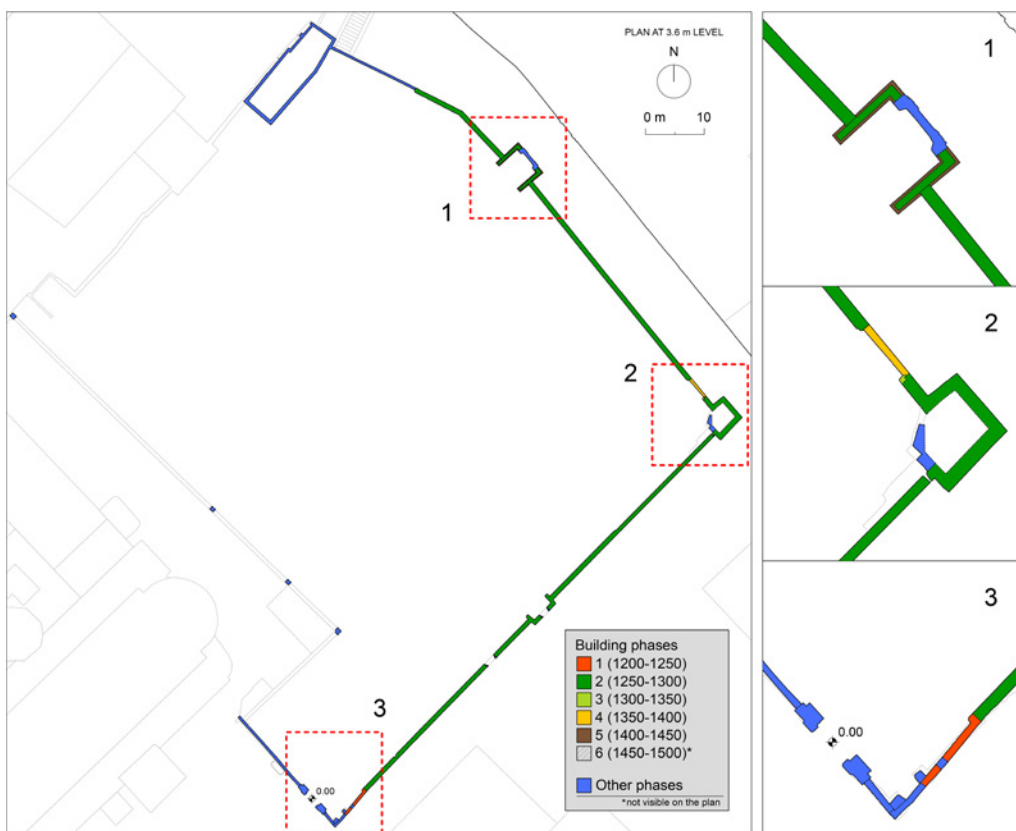 PLAN AT 3.6 m LEVEL
N
0 m 10
1
2
3
0.00
Building phases
1 (1200-1250)
2 (1250-1300)
3 (1300-1350)
4 (1350-1400)
5 (1400-1450)
6 (1450-1500)*
Other phases
*not visible on the plan
1
2
3
0.00